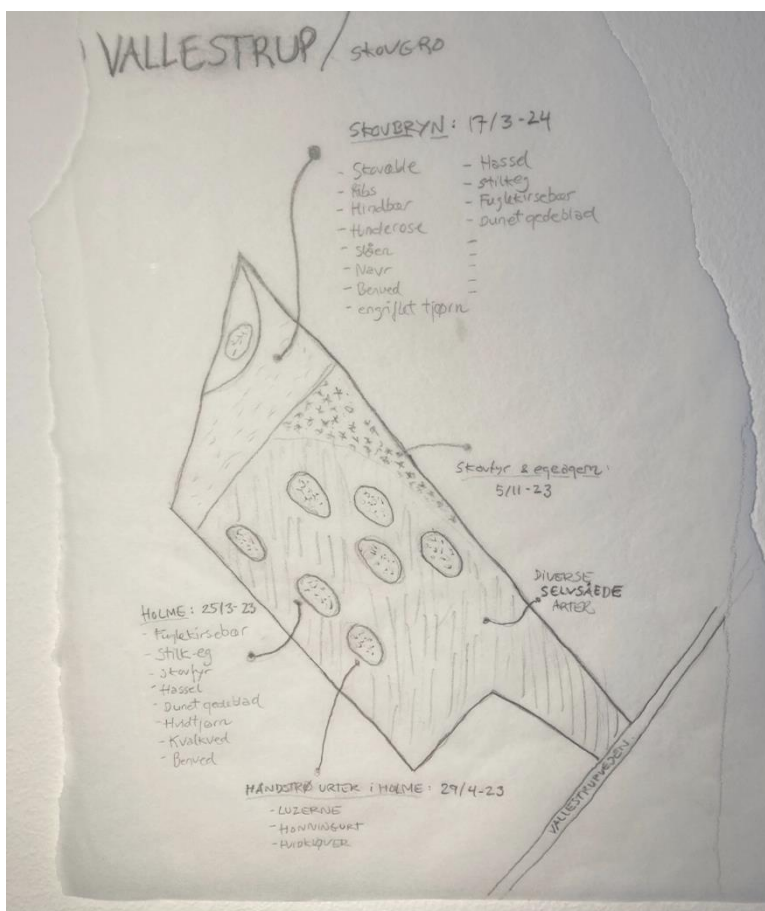 VALLESTRUP / SKOVGRO
SKOVBRYN: 17/3-24
- Skovæble
- Ribs
- Hindbær
- Hunderose
- Slåen
- Navr
- Benved
- engriflet tjørn
- Hassel
- stilkeg
- Fuglekirsebær
- Dunet gedeblad
-
-
-
-
Skovfyr & egeagern:
5/11-23
DIVERSE
SELVSÅEDE
ARTER
HOLME: 25/3-23
- Fuglekirsebær
- Stilk-eg
- Skovfyr
- Hassel
- Dunet gedeblad
- Hvidtjørn
- Kvalkved
- Benved
HÅNDSTRØ URTER i HOLME: 29/4-23
- LUZERNE
- HONNINGURT
- HVIDKLØVER
VALLESTRUPVEJEN